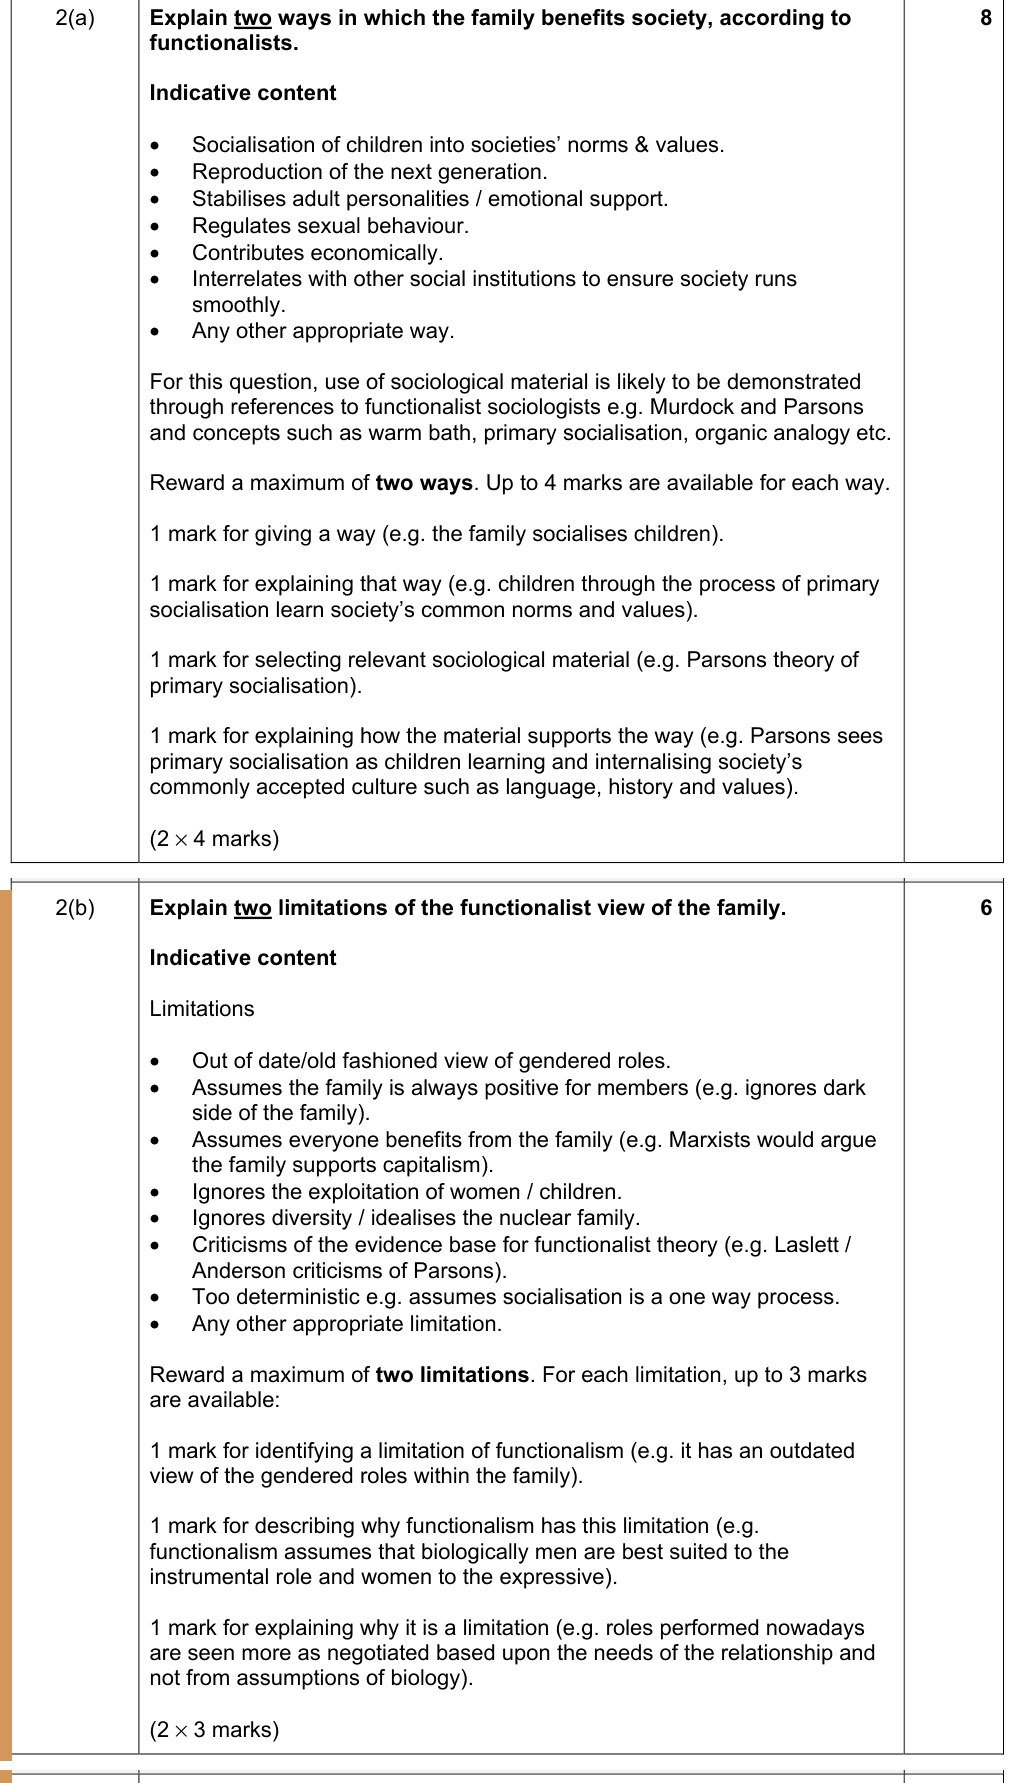 2(a) Explain two ways in which the family benefits society, according to 8
functionalists.
Indicative content
• Socialisation of children into societies’ norms & values.
• Reproduction of the next generation.
• Stabilises adult personalities / emotional support.
• Regulates sexual behaviour.
• Contributes economically.
• Interrelates with other social institutions to ensure society runs
smoothly.
• Any other appropriate way.
For this question, use of sociological material is likely to be demonstrated
through references to functionalist sociologists e.g. Murdock and Parsons
and concepts such as warm bath, primary socialisation, organic analogy etc.
Reward a maximum of two ways. Up to 4 marks are available for each way.
1 mark for giving a way (e.g. the family socialises children).
1 mark for explaining that way (e.g. children through the process of primary
socialisation learn society’s common norms and values).
1 mark for selecting relevant sociological material (e.g. Parsons theory of
primary socialisation).
1 mark for explaining how the material supports the way (e.g. Parsons sees
primary socialisation as children learning and internalising society’s
commonly accepted culture such as language, history and values).
(2 × 4 marks)
2(b) Explain two limitations of the functionalist view of the family. 6
Indicative content
Limitations
• Out of date/old fashioned view of gendered roles.
• Assumes the family is always positive for members (e.g. ignores dark
side of the family).
• Assumes everyone benefits from the family (e.g. Marxists would argue
the family supports capitalism).
• Ignores the exploitation of women / children.
• Ignores diversity / idealises the nuclear family.
• Criticisms of the evidence base for functionalist theory (e.g. Laslett /
Anderson criticisms of Parsons).
• Too deterministic e.g. assumes socialisation is a one way process.
• Any other appropriate limitation.
Reward a maximum of two limitations. For each limitation, up to 3 marks
are available:
1 mark for identifying a limitation of functionalism (e.g. it has an outdated
view of the gendered roles within the family).
1 mark for describing why functionalism has this limitation (e.g.
functionalism assumes that biologically men are best suited to the
instrumental role and women to the expressive).
1 mark for explaining why it is a limitation (e.g. roles performed nowadays
are seen more as negotiated based upon the needs of the relationship and
not from assumptions of biology).
(2 × 3 marks)